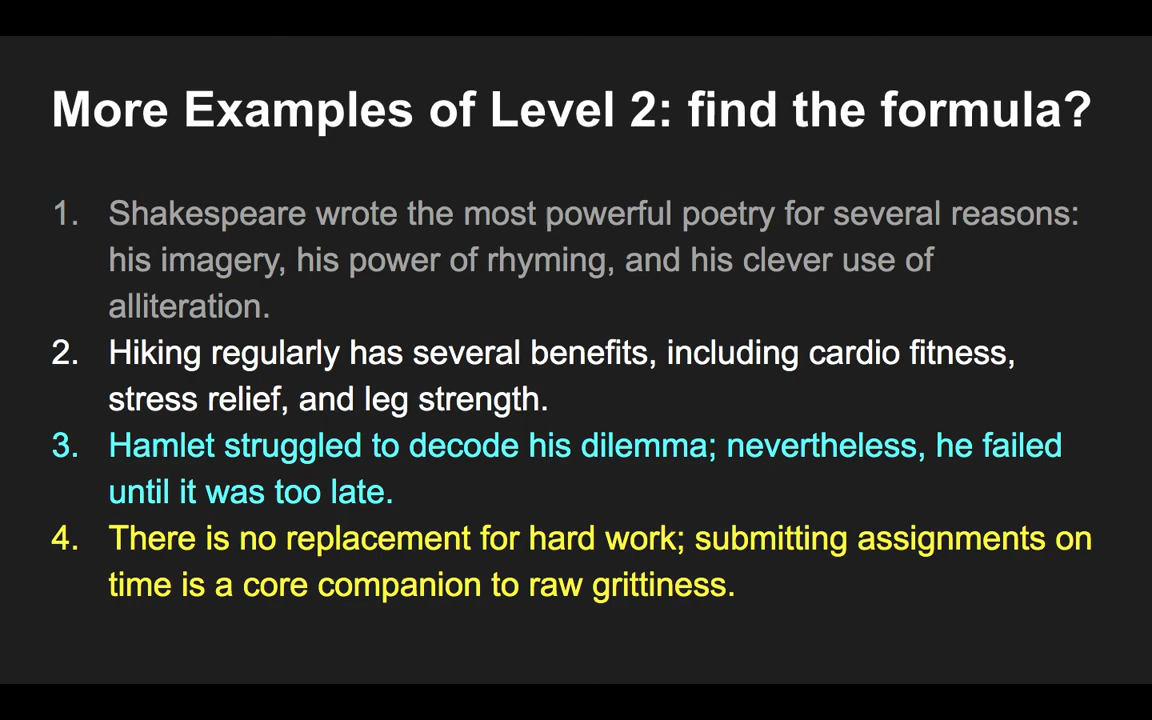 More Examples of Level 2: find the formula?
1. Shakespeare wrote the most powerful poetry for several reasons:
his imagery, his power of rhyming, and his clever use of
alliteration.
2. Hiking regularly has several benefits, including cardio fitness,
stress relief, and leg strength.
3. Hamlet struggled to decode his dilemma; nevertheless, he failed
until it was too late.
4. There is no replacement for hard work; submitting assignments on
time is a core companion to raw grittiness.